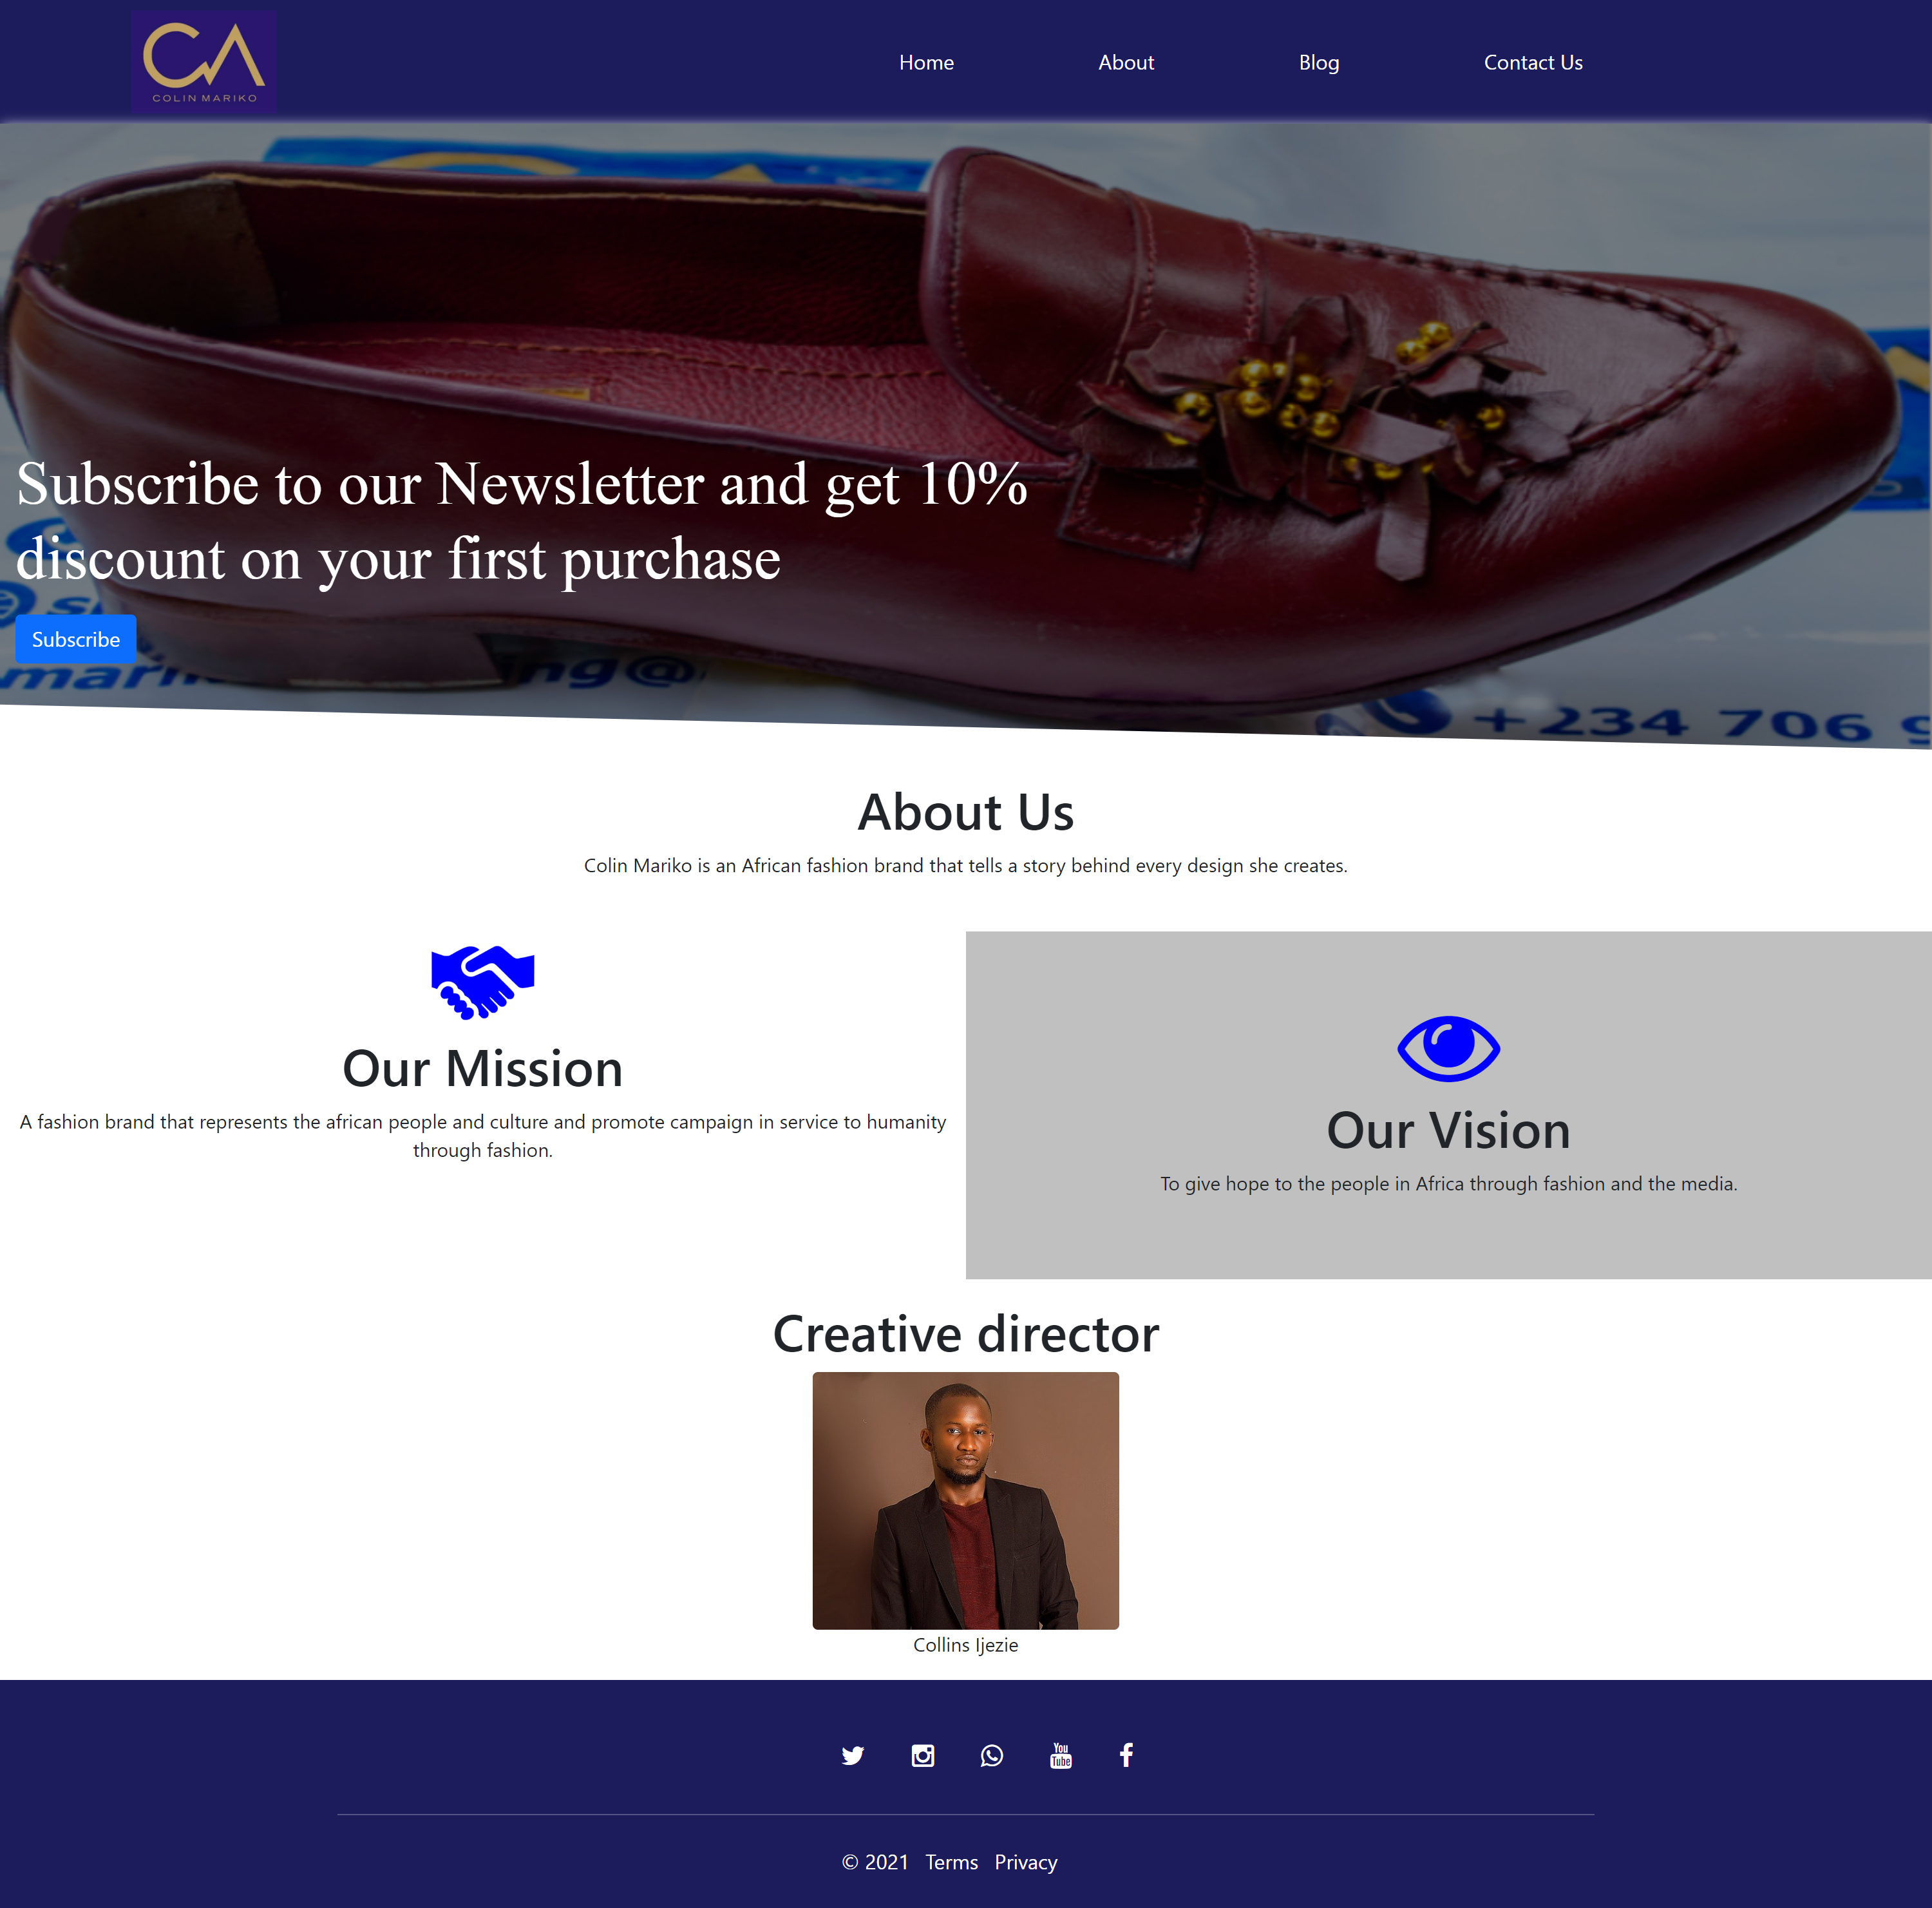 CA
COLIN MARIKO
Home About Blog Contact Us
Subscribe to our Newsletter and get 10%
discount on your first purchase
Subscribe
ng@
+234 706
About Us
Colin Mariko is an African fashion brand that tells a story behind every design she creates.
Our Mission
A fashion brand that represents the african people and culture and promote campaign in service to humanity
through fashion.
Our Vision
To give hope to the people in Africa through fashion and the media.
Creative director
Collins Ijezie
You
Tube
© 2021 Terms Privacy